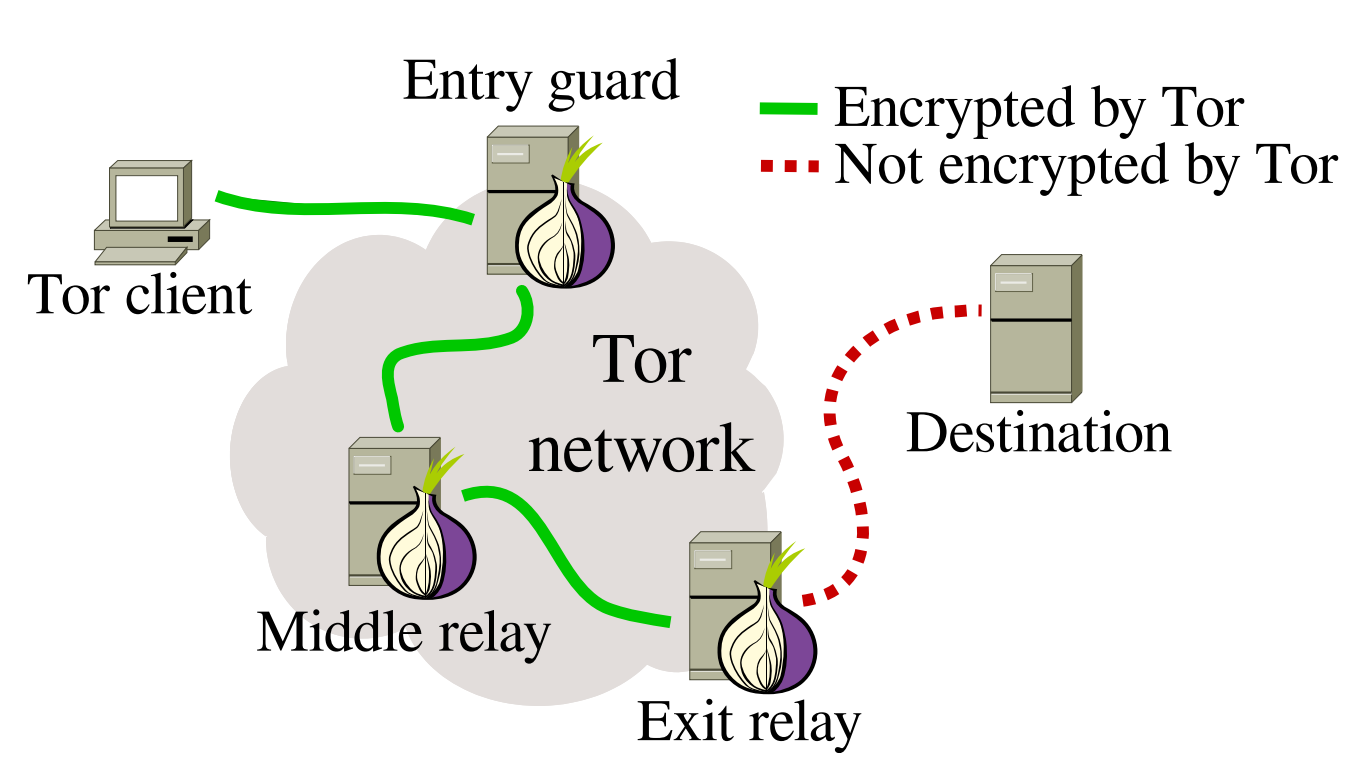 Entry guard
Encrypted by Tor
Not encrypted by Tor
Tor client
Tor
network
Destination
Middle relay
Exit relay